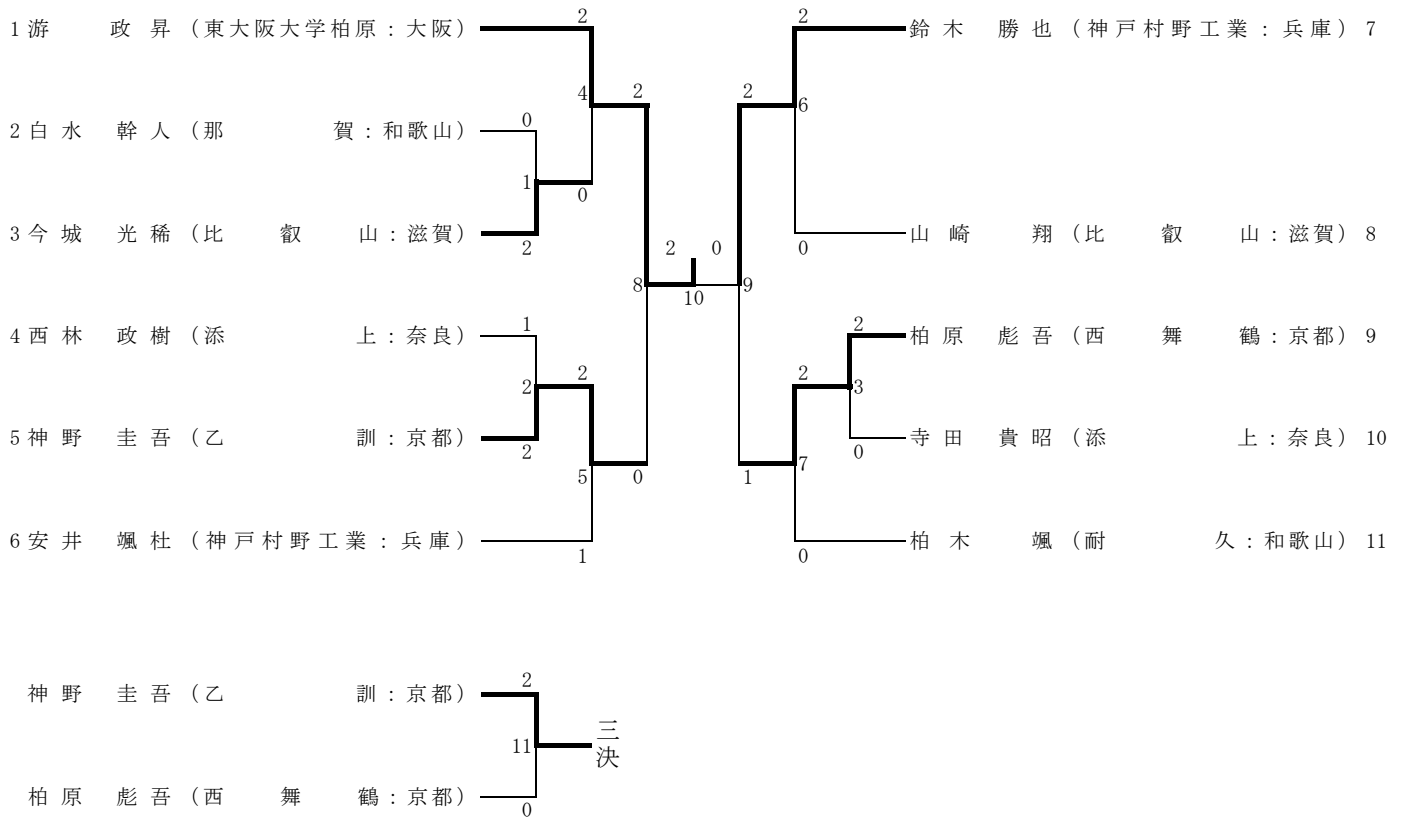 2 2
1 游 政 昇 (東大阪大学柏原:大阪) 鈴 木 勝 也 (神戸村野工業:兵庫) 7
4 2 2 6
0
2 白 水 幹 人 (那 賀:和歌山)
1
0
3 今 城 光 稀 (比 叡 山:滋賀) 山 崎 翔 (比 叡 山:滋賀) 8
2 2 0 0
8 10 9
1 2
4 西 林 政 樹 (添 上:奈良) 柏 原 彪 吾 (西 舞 鶴:京都) 9
2 2 2 3
5 神 野 圭 吾 (乙 訓:京都) 寺 田 貴 昭 (添 上:奈良) 10
2 0
5 0 1 7
6 安 井 颯 杜 (神戸村野工業:兵庫) 柏 木 颯 (耐 久:和歌山) 11
1 0
2
神 野 圭 吾 (乙 訓:京都)
11 三決
柏 原 彪 吾 (西 舞 鶴:京都)
0